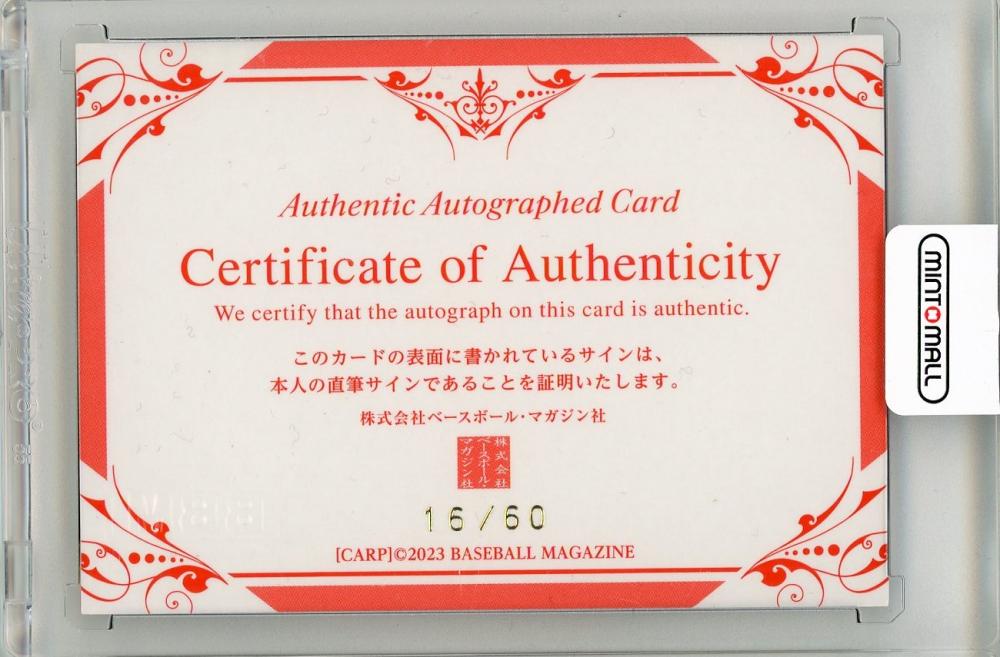 Authentic Autographed Card
Certificate of Authenticity
We certify that the autograph on this card is authentic.
このカードの表面に書かれているサインは、
本人の直筆サインであることを証明いたします。
株式会社ベースボール・マガジン社
株式会社
ベースボール・
マガジン社
16/60
[CARP]©2023 BASEBALL MAGAZINE
MINTOMALL